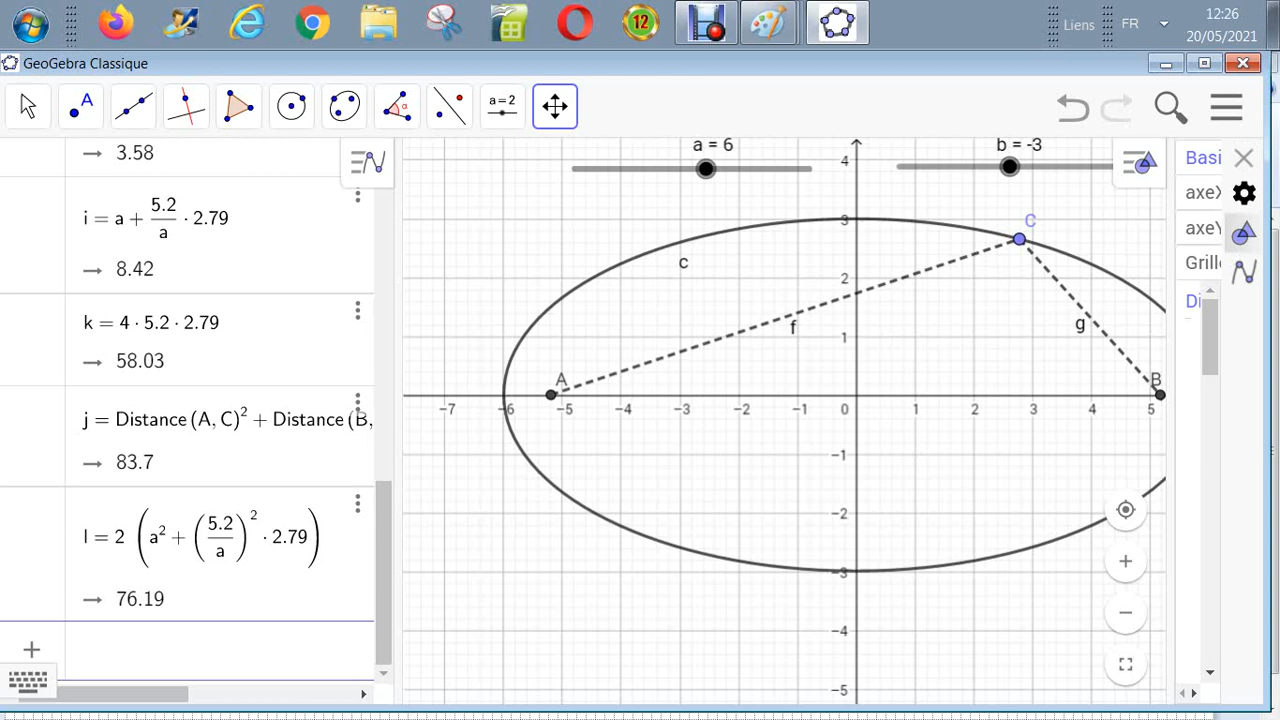 12
Liens
FR
12:26
20/05/2021
GeoGebra Classique
A
α
a=2
→ 3.58
i = a + 5.2/a · 2.79
→ 8.42
k = 4 · 5.2 · 2.79
→ 58.03
j = Distance (A, C)² + Distance (B,
→ 83.7
l = 2 (a² + (5.2/a)² · 2.79)
→ 76.19
a = 6
b = -3
4
3
2
1
C
c
f
g
A
B
-7 -6 -5 -4 -3 -2 -1 0 1 2 3 4 5
-1
-2
-3
-4
-5
Basi
axeX
axeY
Grille
Di